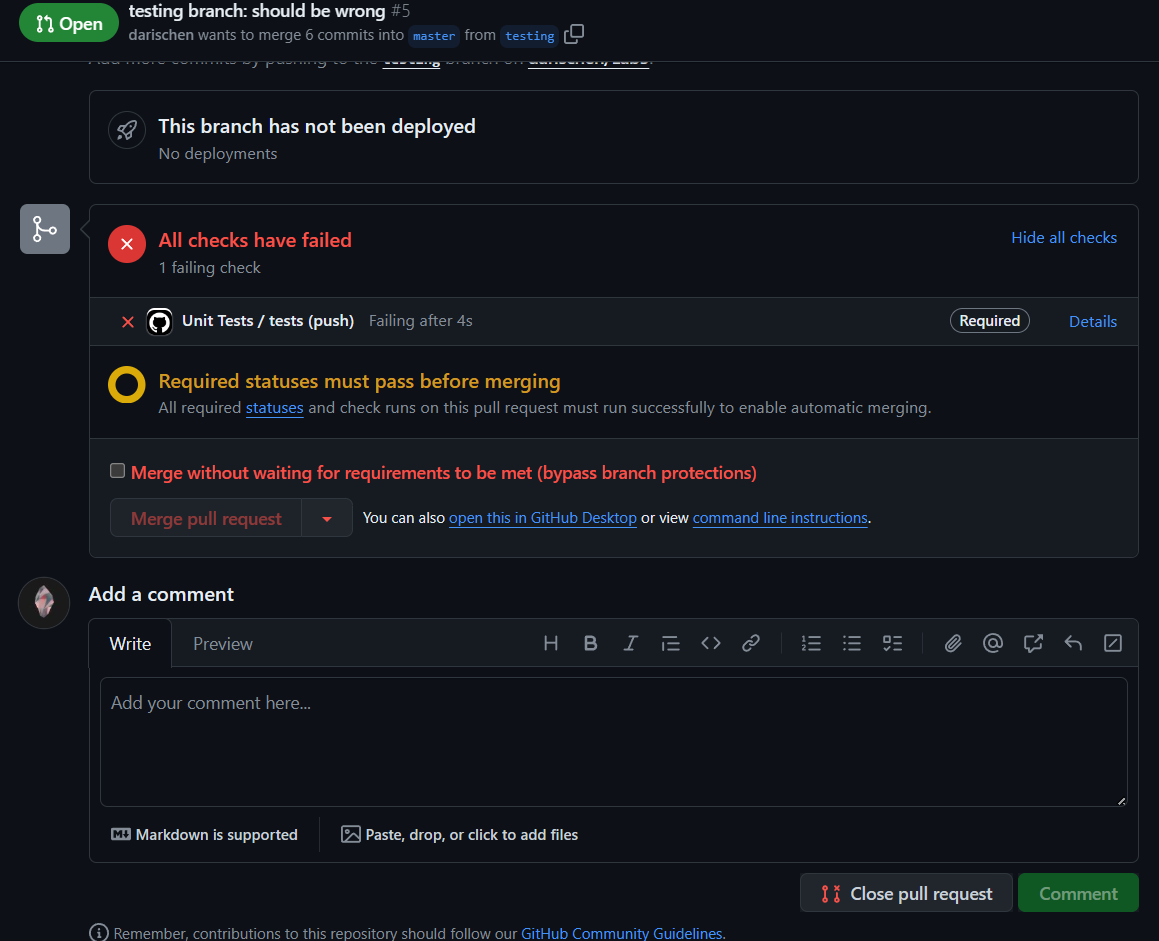 Open
testing branch: should be wrong #5
darischen wants to merge 6 commits into master from testing
Add more commits by pushing to the testing branch on
This branch has not been deployed
No deployments
All checks have failed
1 failing check
Hide all checks
Unit Tests / tests (push) Failing after 4s Required Details
Required statuses must pass before merging
All required statuses and check runs on this pull request must run successfully to enable automatic merging.
Merge without waiting for requirements to be met (bypass branch protections)
Merge pull request You can also open this in GitHub Desktop or view command line instructions.
Add a comment
Write Preview
Add your comment here...
Markdown is supported Paste, drop, or click to add files
Close pull request Comment
Remember, contributions to this repository should follow our GitHub Community Guidelines.